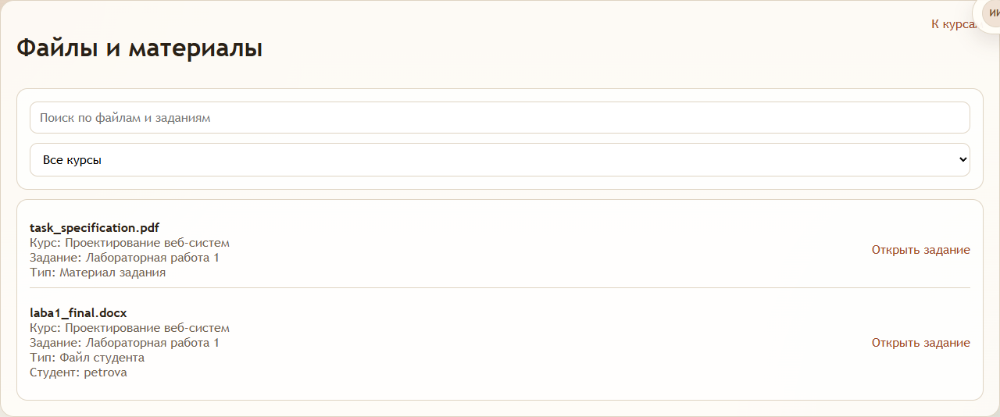 К курса
ИИ
Файлы и материалы
Поиск по файлам и заданиям
Все курсы
task_specification.pdf
Курс: Проектирование веб-систем
Задание: Лабораторная работа 1
Тип: Материал задания
Открыть задание
laba1_final.docx
Курс: Проектирование веб-систем
Задание: Лабораторная работа 1
Тип: Файл студента
Студент: petrova
Открыть задание